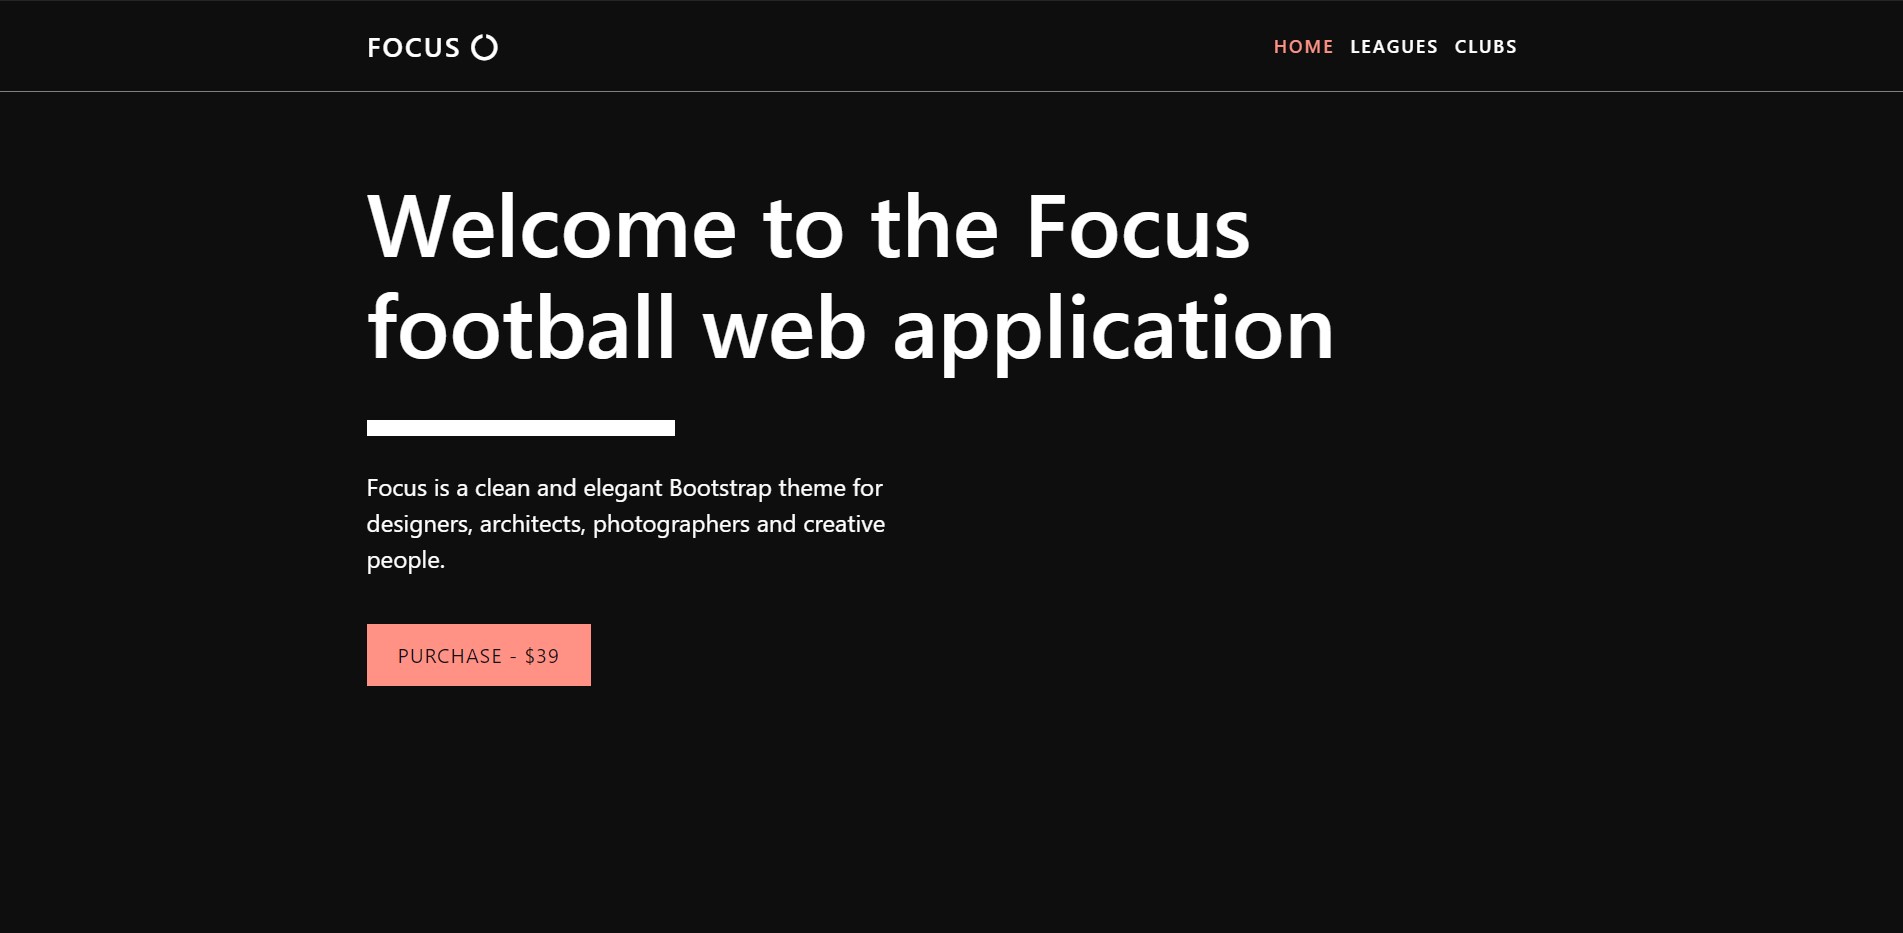 FOCUS
HOME LEAGUES CLUBS
Welcome to the Focus
football web application
Focus is a clean and elegant Bootstrap theme for
designers, architects, photographers and creative
people.
PURCHASE - $39